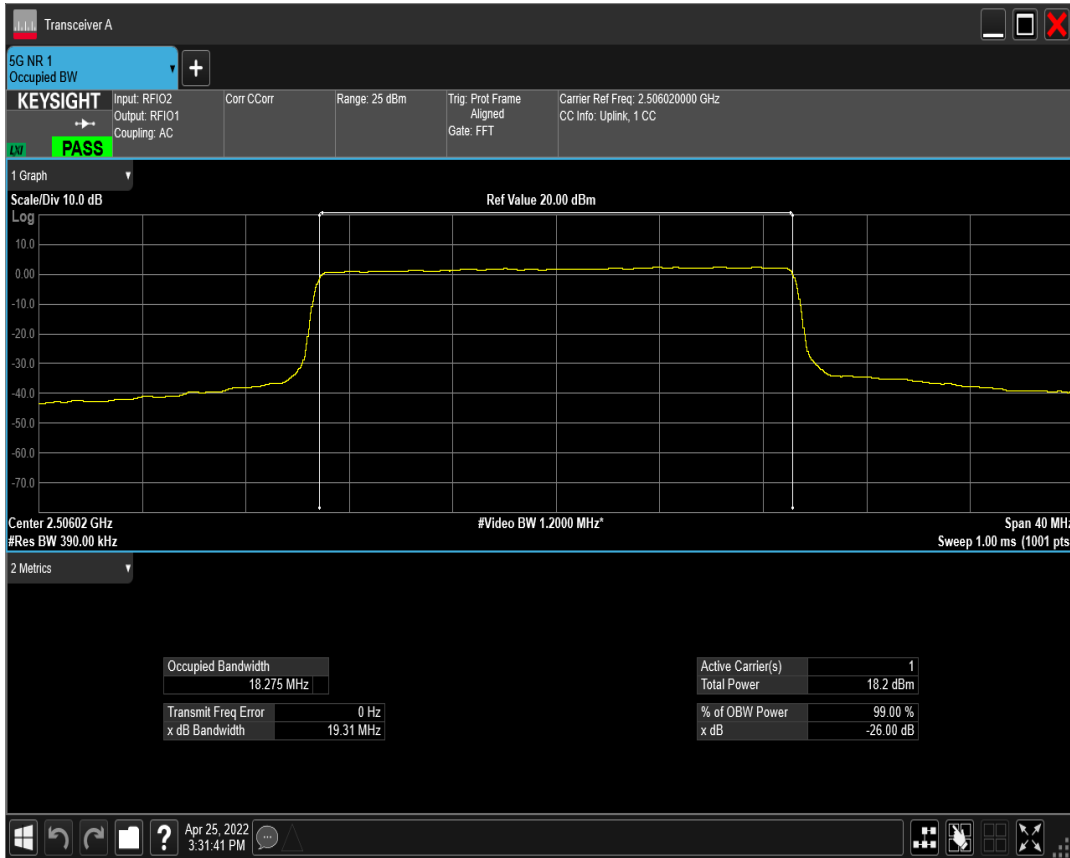 Transceiver A
5G NR 1
Occupied BW
KEYSIGHT
LXI
PASS
Input: RFIO2
Output: RFIO1
Coupling: AC
Corr CCorr
Range: 25 dBm
Trig: Prot Frame
Aligned
Gate: FFT
Carrier Ref Freq: 2.506020000 GHz
CC Info: Uplink, 1 CC
1 Graph
Scale/Div 10.0 dB
Ref Value 20.00 dBm
Log
10.0
0.00
-10.0
-20.0
-30.0
-40.0
-50.0
-60.0
-70.0
Center 2.50602 GHz
#Video BW 1.2000 MHz*
Span 40 MHz
#Res BW 390.00 kHz
Sweep 1.00 ms (1001 pts
2 Metrics
Occupied Bandwidth
18.275 MHz
Transmit Freq Error 0 Hz
x dB Bandwidth 19.31 MHz
Active Carrier(s) 1
Total Power 18.2 dBm
% of OBW Power 99.00 %
x dB -26.00 dB
?
Apr 25, 2022
3:31:41 PM